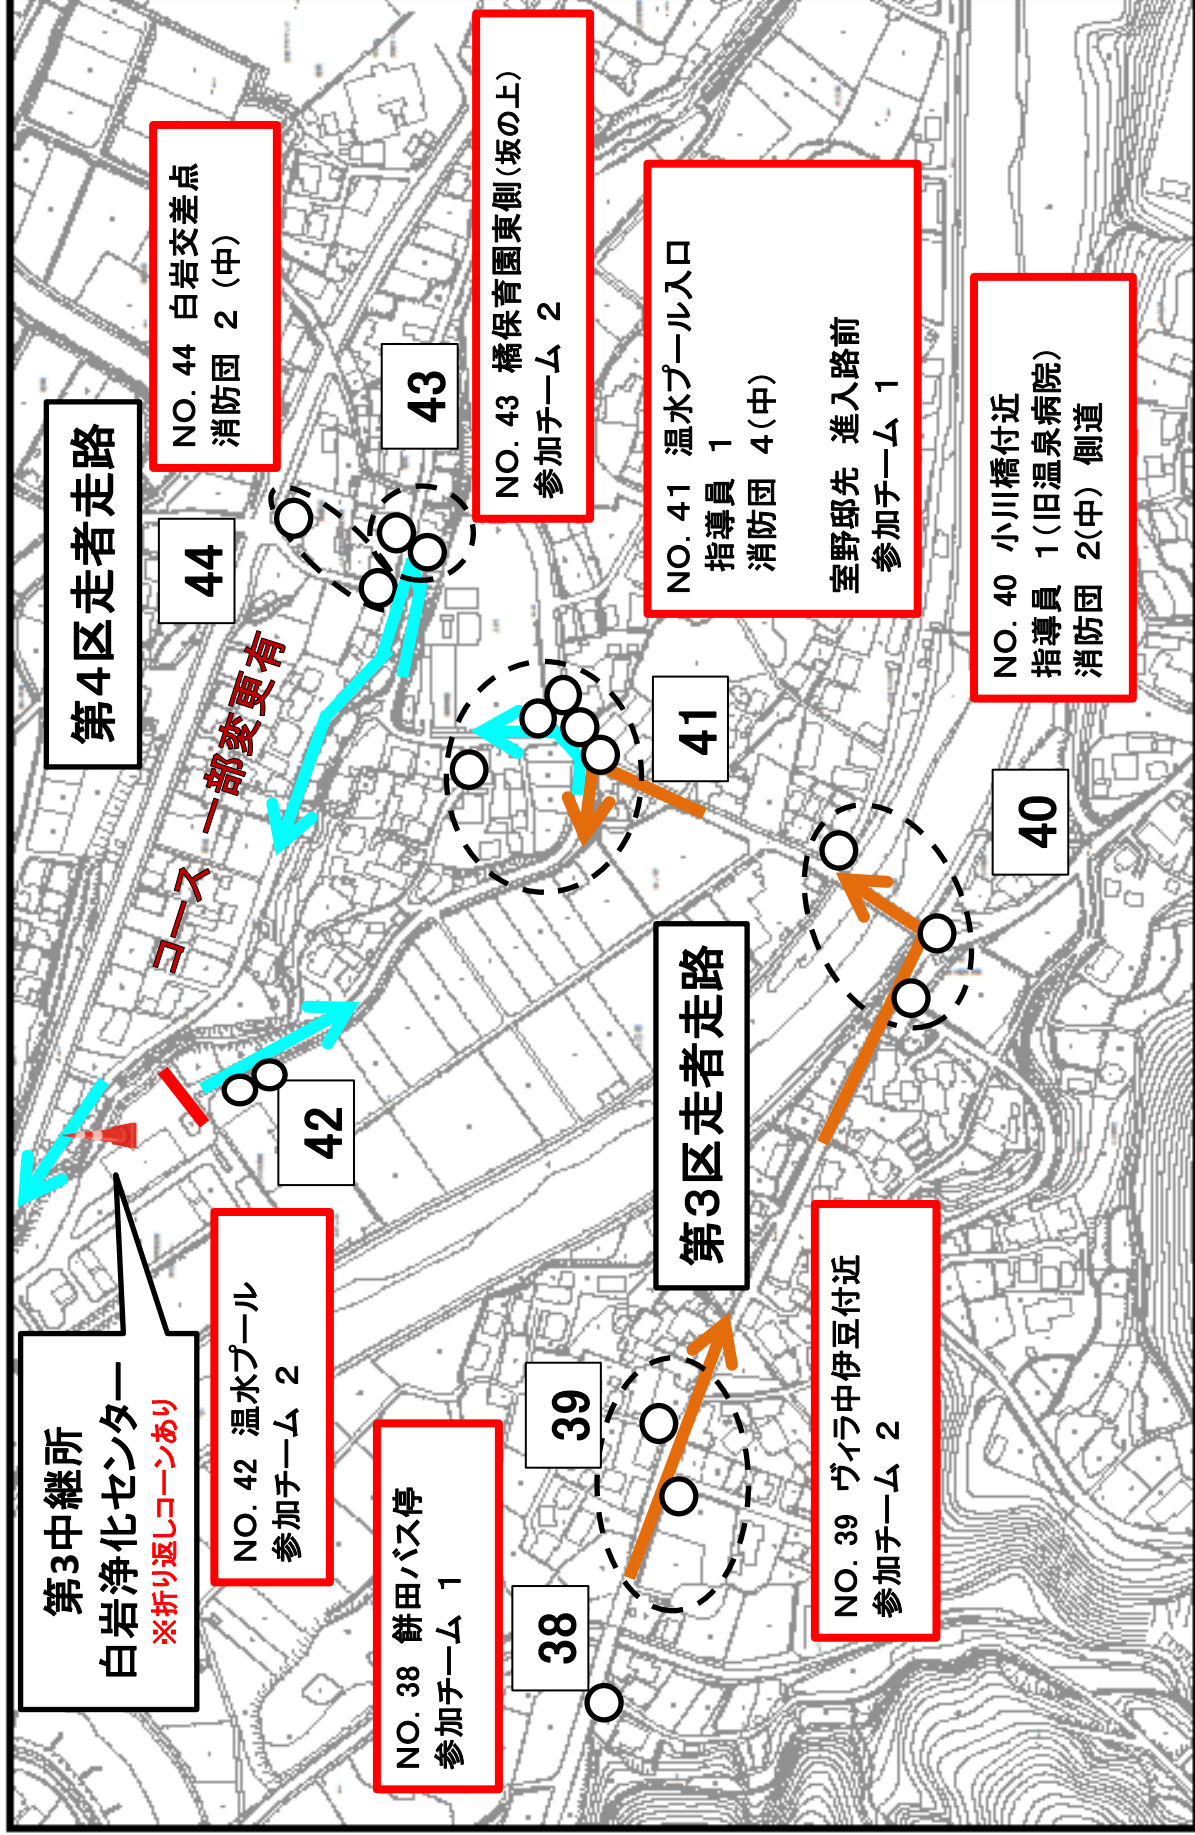 第3中継所
白岩浄化センター
※折り返しコーンあり
第4区走者走路
コース 一部変更有
NO. 44 白岩交差点
消防団 2 (中)
44
43
NO. 43 橘保育園東側(坂の上)
参加チーム 2
42
NO. 42 温水プール
参加チーム 2
41
NO. 41 温水プール入口
指導員 1
消防団 4(中)
室野邸先 進入路前
参加チーム 1
第3区走者走路
40
NO. 40 小川橋付近
指導員 1(旧温泉病院)
消防団 2(中) 側道
39
NO. 39 ヴィラ中伊豆付近
参加チーム 2
38
NO. 38 餅田バス停
参加チーム 1